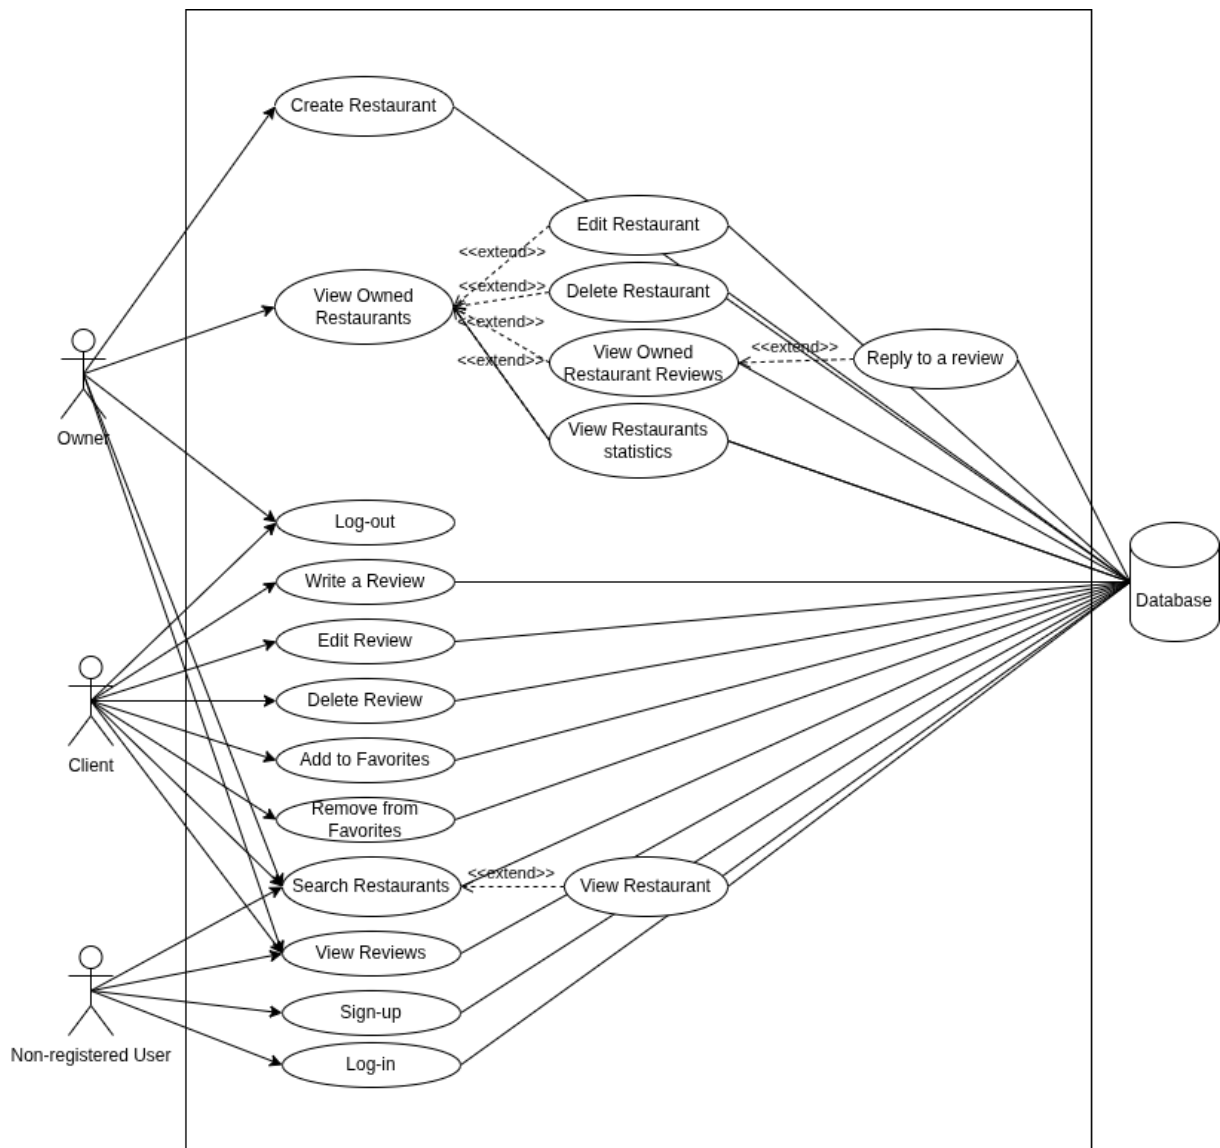 Create Restaurant
Edit Restaurant
<<extend>>
View Owned
Restaurants
<<extend>>
Delete Restaurant
<<extend>>
<<extend>>
View Owned
Restaurant Reviews
<<extend>>
Reply to a review
View Restaurants
statistics
Owner
Log-out
Write a Review
Database
Edit Review
Delete Review
Client
Add to Favorites
Remove from
Favorites
Search Restaurants
<<extend>>
View Restaurant
View Reviews
Sign-up
Non-registered User
Log-in